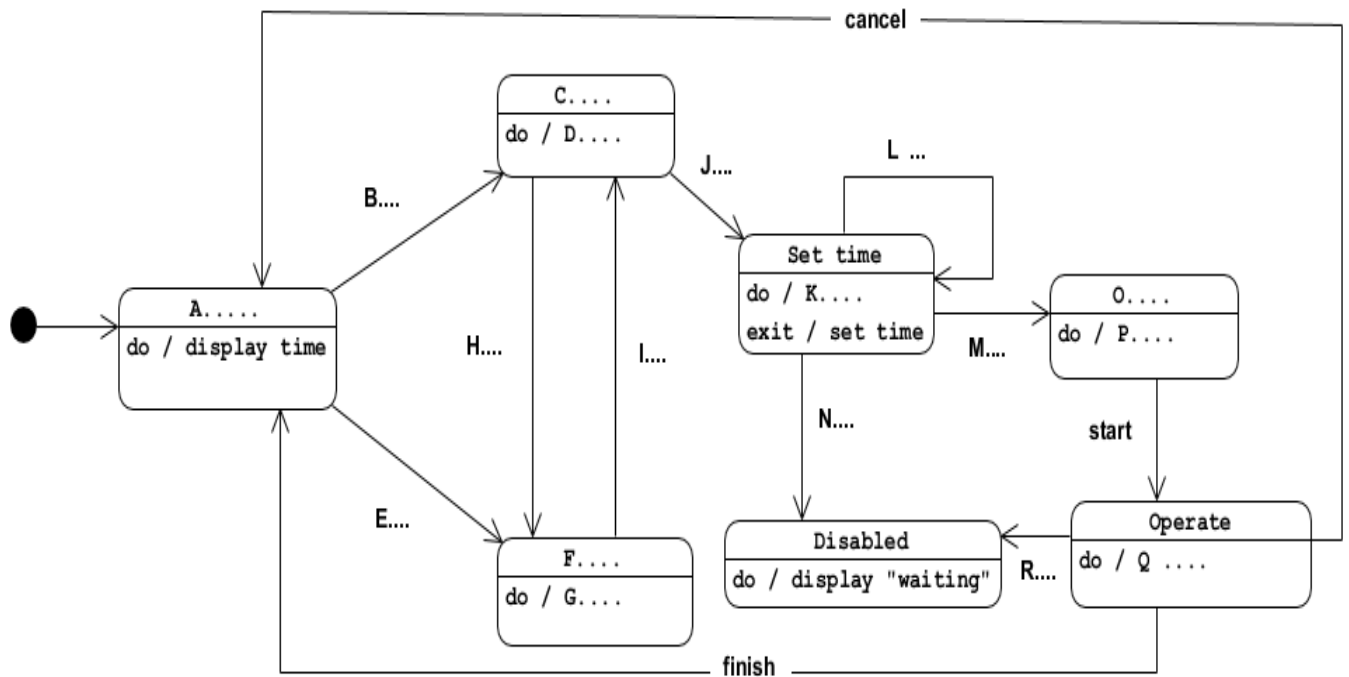 cancel
C....
do / D....
L ...
J....
B....
Set time
do / K....
exit / set time
A.....
do / display time
O....
do / P....
H....
I....
M....
N....
start
E....
Operate
do / Q ....
Disabled
do / display "waiting"
R....
F....
do / G....
finish